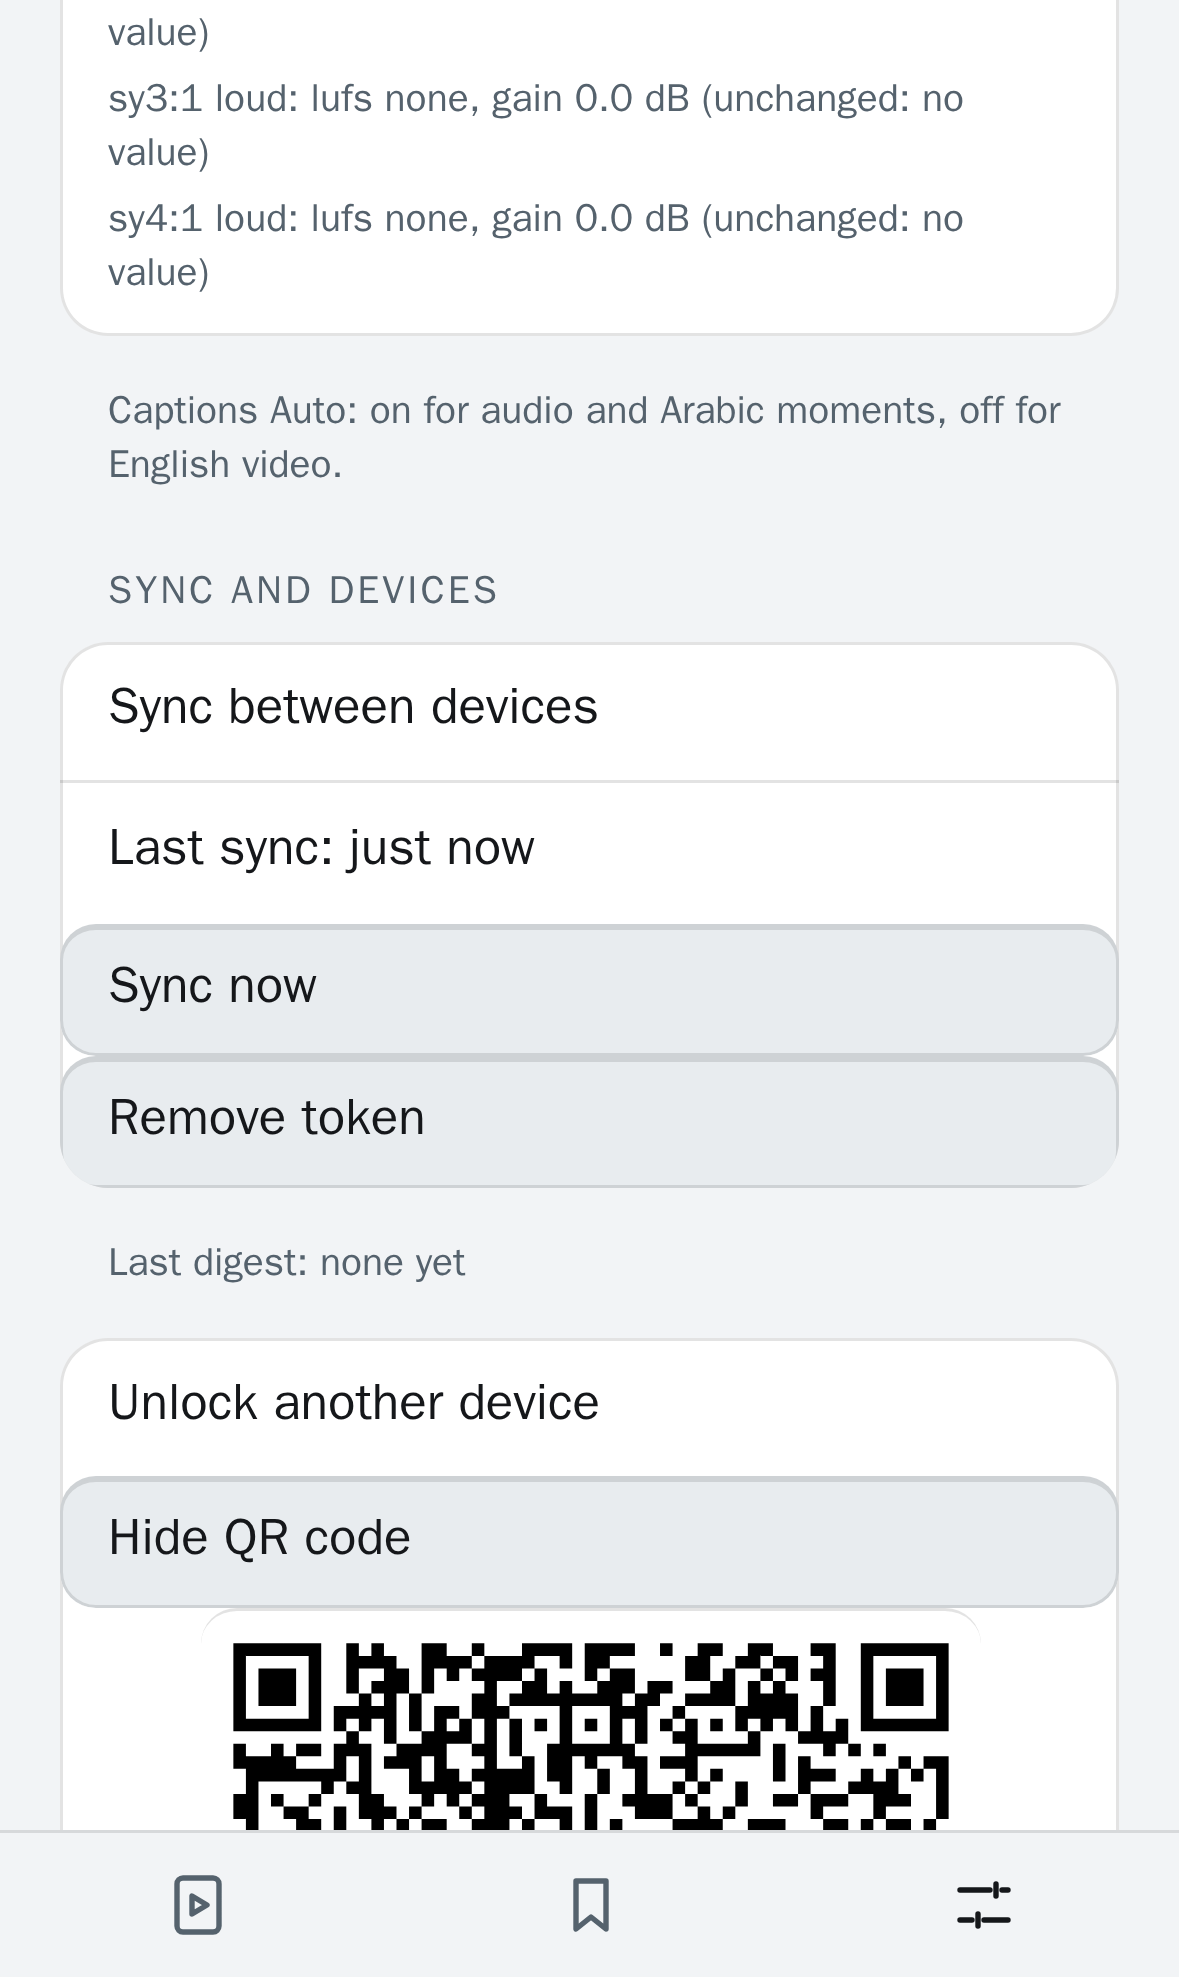 value)
sy3:1 loud: lufs none, gain 0.0 dB (unchanged: no
value)
sy4:1 loud: lufs none, gain 0.0 dB (unchanged: no
value)
Captions Auto: on for audio and Arabic moments, off for
English video.
SYNC AND DEVICES
Sync between devices
Last sync: just now
Sync now
Remove token
Last digest: none yet
Unlock another device
Hide QR code